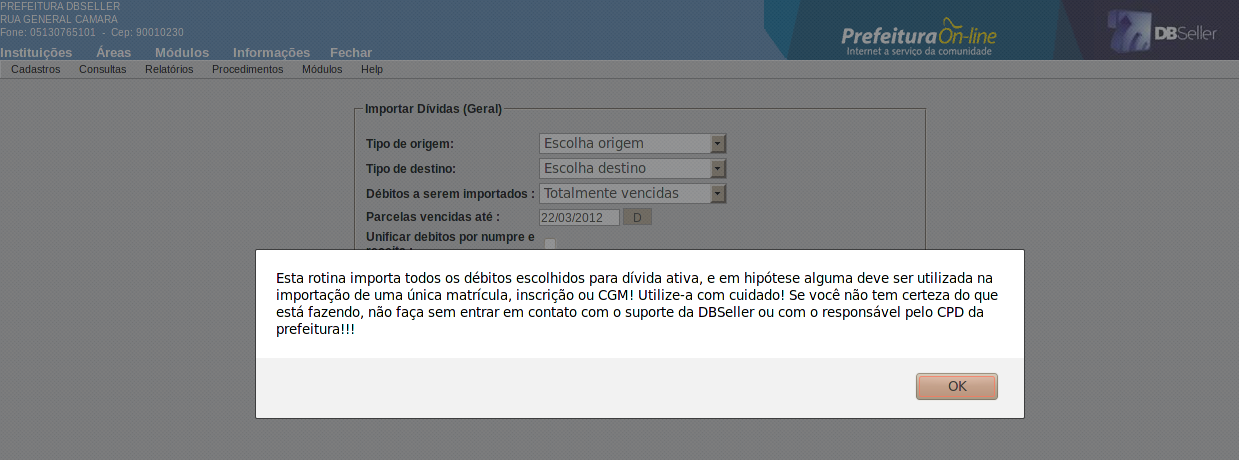 PREFEITURA DBSELLER
RUA GENERAL CAMARA
Fone: 05130765101 - Cep: 90010230
Prefeitura On-line
Internet a serviço da comunidade
DBSeller
Instituições Áreas Módulos Informações Fechar
Cadastros Consultas Relatórios Procedimentos Módulos Help
Importar Dívidas (Geral)
Tipo de origem: Escolha origem
Tipo de destino: Escolha destino
Débitos a serem importados : Totalmente vencidas
Parcelas vencidas até : 22/03/2012 D
Unificar debitos por numpre e
Esta rotina importa todos os débitos escolhidos para dívida ativa, e em hipótese alguma deve ser utilizada na
importação de uma única matrícula, inscrição ou CGM! Utilize-a com cuidado! Se você não tem certeza do que
está fazendo, não faça sem entrar em contato com o suporte da DBSeller ou com o responsável pelo CPD da
prefeitura!!!
OK